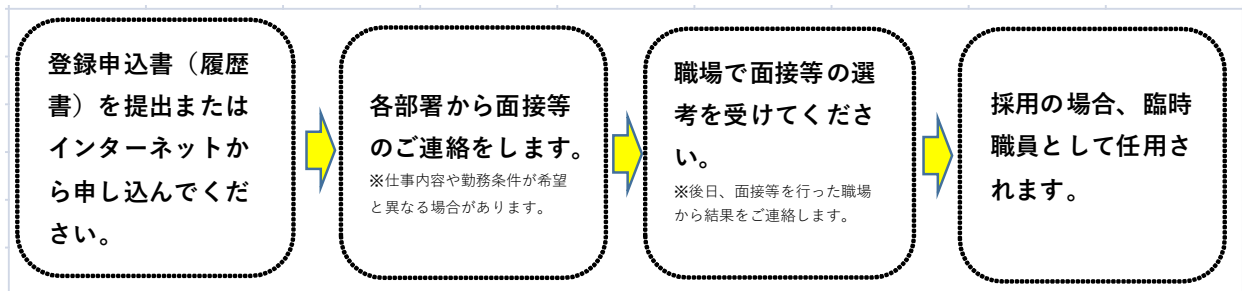 登録申込書（履歴
書）を提出または
インターネットか
ら申し込んでくだ
さい。
各部署から面接等
のご連絡をします。
※仕事内容や勤務条件が希望
と異なる場合があります。
職場で面接等の選
考を受けてくださ
い。
※後日、面接等を行った職場
から結果をご連絡します。
採用の場合、臨時
職員として任用さ
れます。